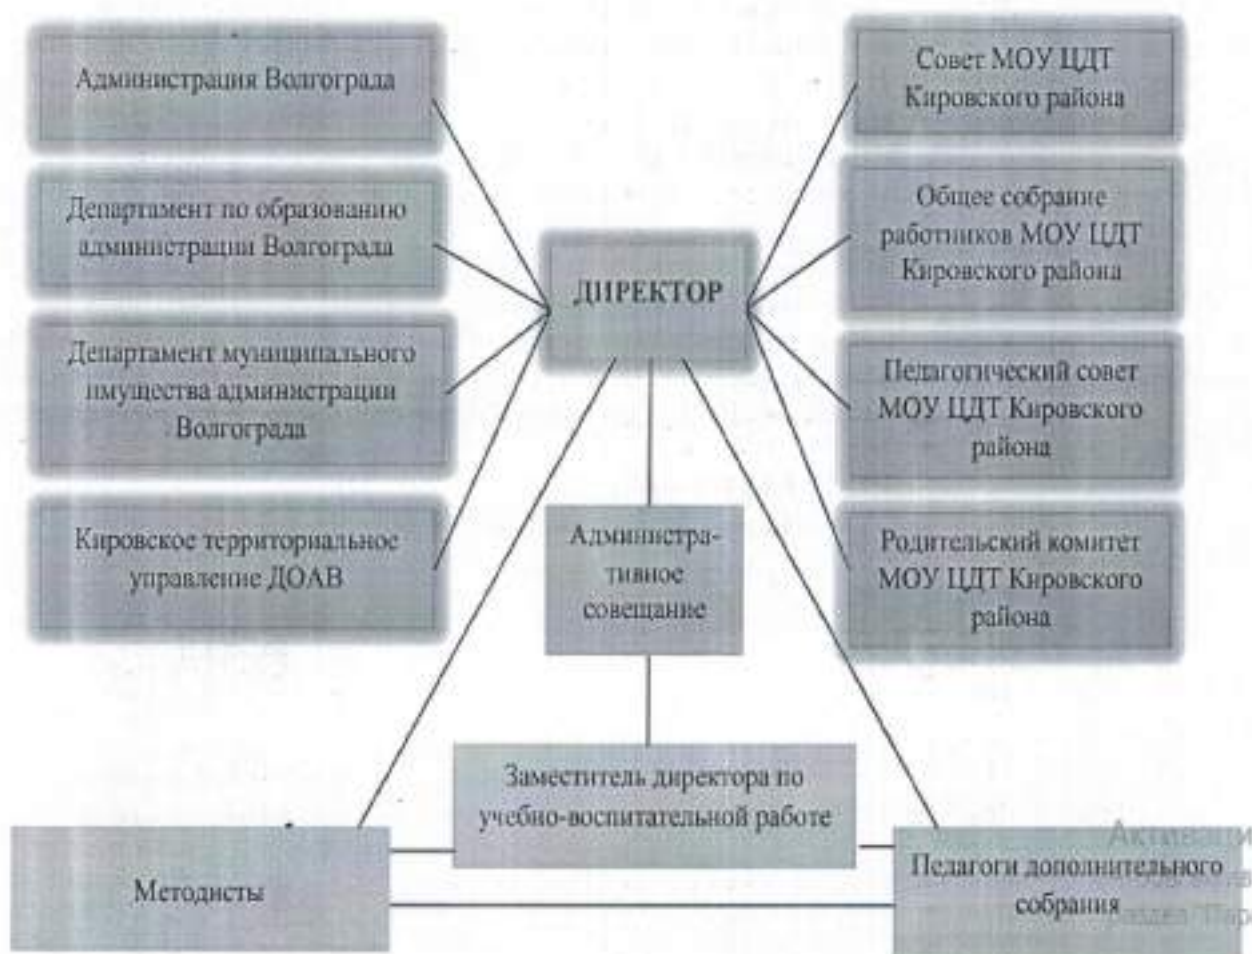 Администрация Волгограда
Департамент по образованию
администрации Волгограда
Департамент муниципального
имущества администрации
Волгограда
Кировское территориальное
управление ДОАВ
ДИРЕКТОР
Администра-
тивное
совещание
Совет МОУ ЦДТ
Кировского района
Общее собрание
работников МОУ ЦДТ
Кировского района
Педагогический совет
МОУ ЦДТ Кировского
района
Родительский комитет
МОУ ЦДТ Кировского
района
Заместитель директора по
учебно-воспитательной работе
Методисты
Педагоги дополнительного
собрания